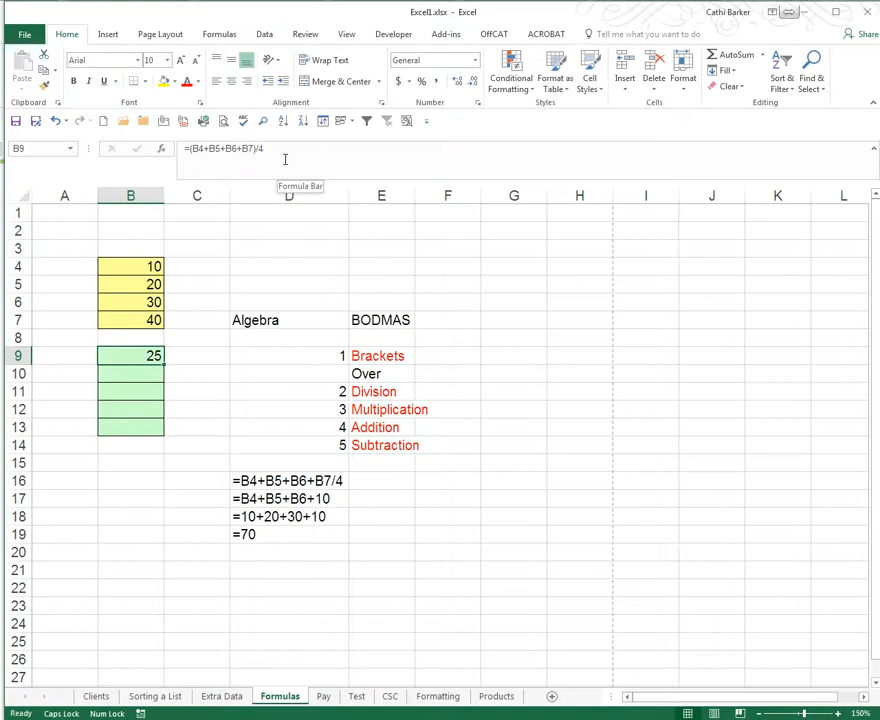 Excel1.xlsx - Excel
Cathi Barker
File Home Insert Page Layout Formulas Data Review View Developer Add-ins OffCAT ACROBAT Tell me what you want to do Share
Paste
Arial 10
Wrap Text
General
Conditional Formatting
Format as Table
Cell Styles
Insert Delete Format
AutoSum
Fill
Clear
Sort & Filter
Find & Select
B I U
Merge & Center
$ % ,
Clipboard Font Alignment Number Styles Cells Editing
B9 fx =(B4+B5+B6+B7)/4
Formula Bar
A B C D E F G H I J K L
1
2
3
4 10
5 20
6 30
7 40 Algebra BODMAS
8
9 25 1 Brackets
10 Over
11 2 Division
12 3 Multiplication
13 4 Addition
14 5 Subtraction
15
16 =B4+B5+B6+B7/4
17 =B4+B5+B6+10
18 =10+20+30+10
19 =70
20
21
22
23
24
25
26
27
Clients Sorting a List Extra Data Formulas Pay Test CSC Formatting Products
Ready Caps Lock Num Lock 150%